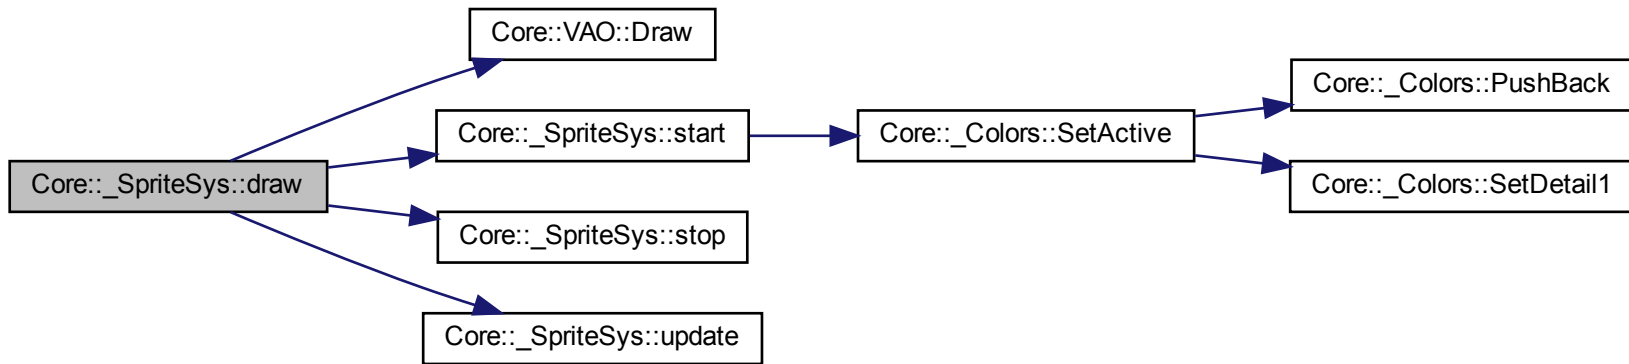 Core::_SpriteSys::draw
Core::VAO::Draw
Core::_SpriteSys::start
Core::_SpriteSys::stop
Core::_SpriteSys::update
Core::_Colors::SetActive
Core::_Colors::PushBack
Core::_Colors::SetDetail1